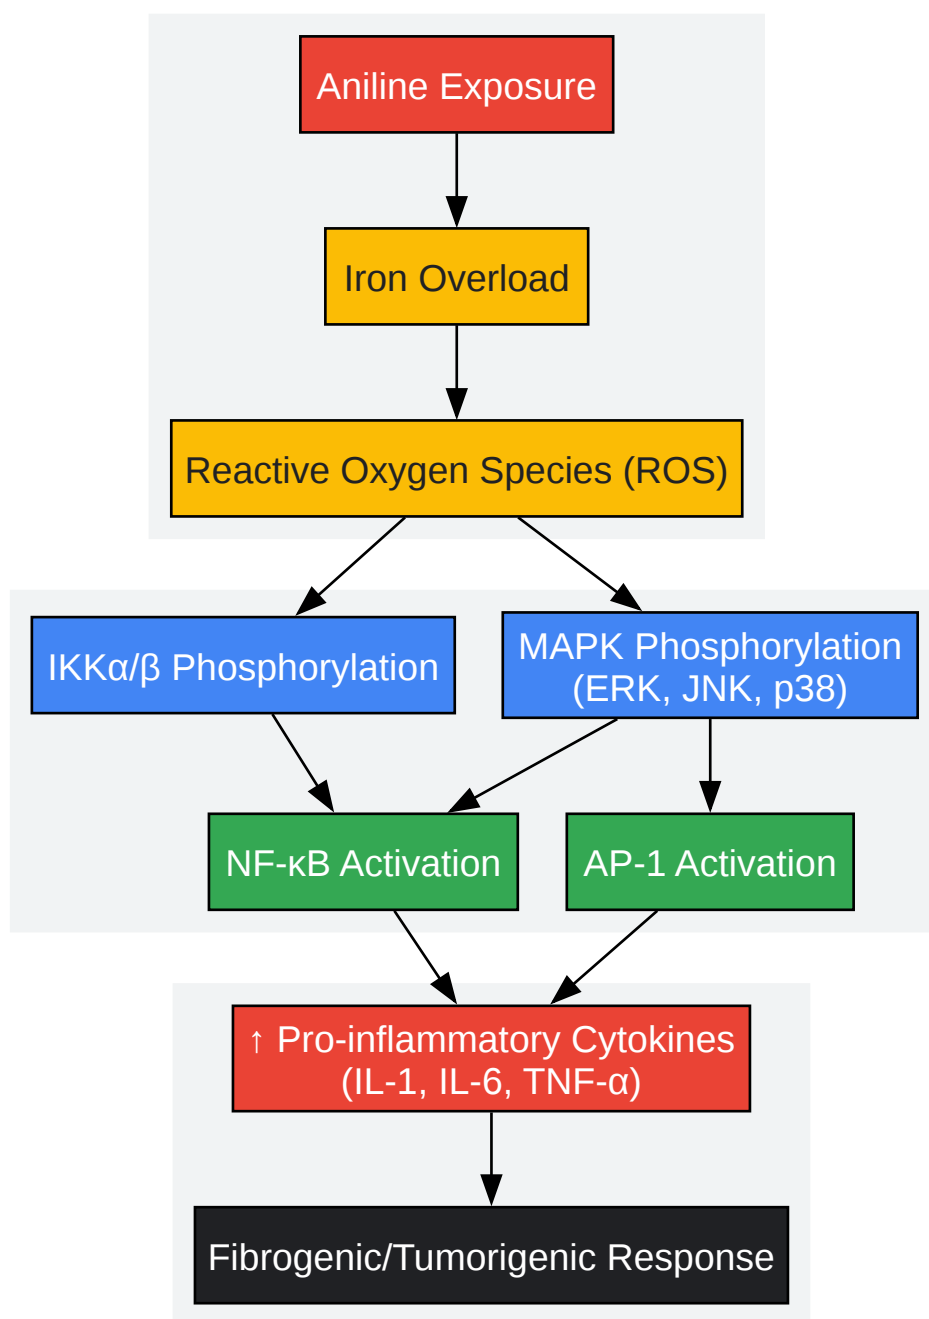 Aniline Exposure
Iron Overload
Reactive Oxygen Species (ROS)
IKKα/β Phosphorylation
MAPK Phosphorylation
(ERK, JNK, p38)
NF-κB Activation
AP-1 Activation
↑ Pro-inflammatory Cytokines
(IL-1, IL-6, TNF-α)
Fibrogenic/Tumorigenic Response